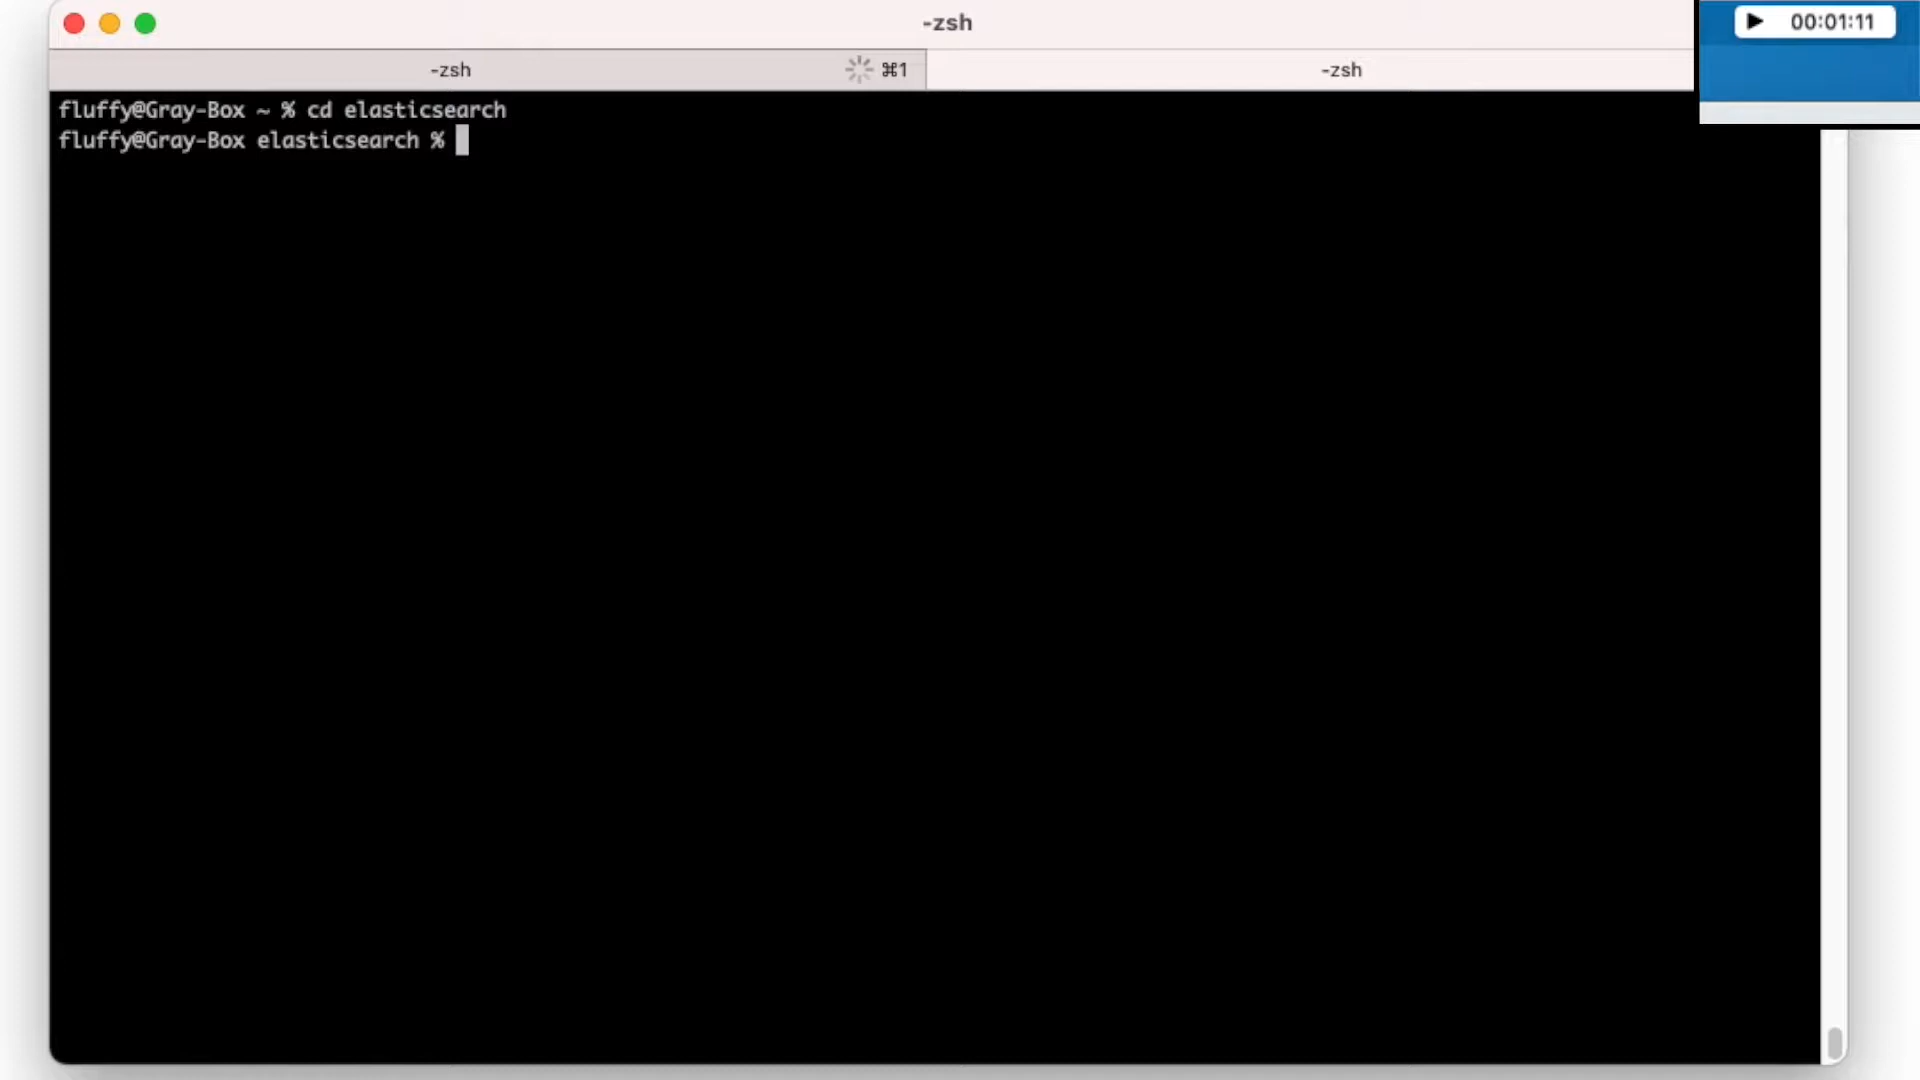 -zsh
00:01:11
-zsh ⌘1
-zsh
fluffy@Gray-Box ~ % cd elasticsearch
fluffy@Gray-Box elasticsearch %